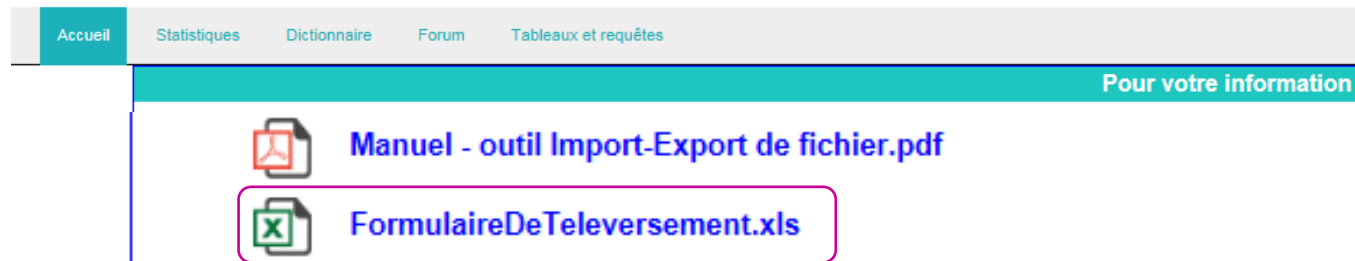 Accueil Statistiques Dictionnaire Forum Tableaux et requêtes
Pour votre information
Manuel - outil Import-Export de fichier.pdf
FormulaireDeTeleversement.xls